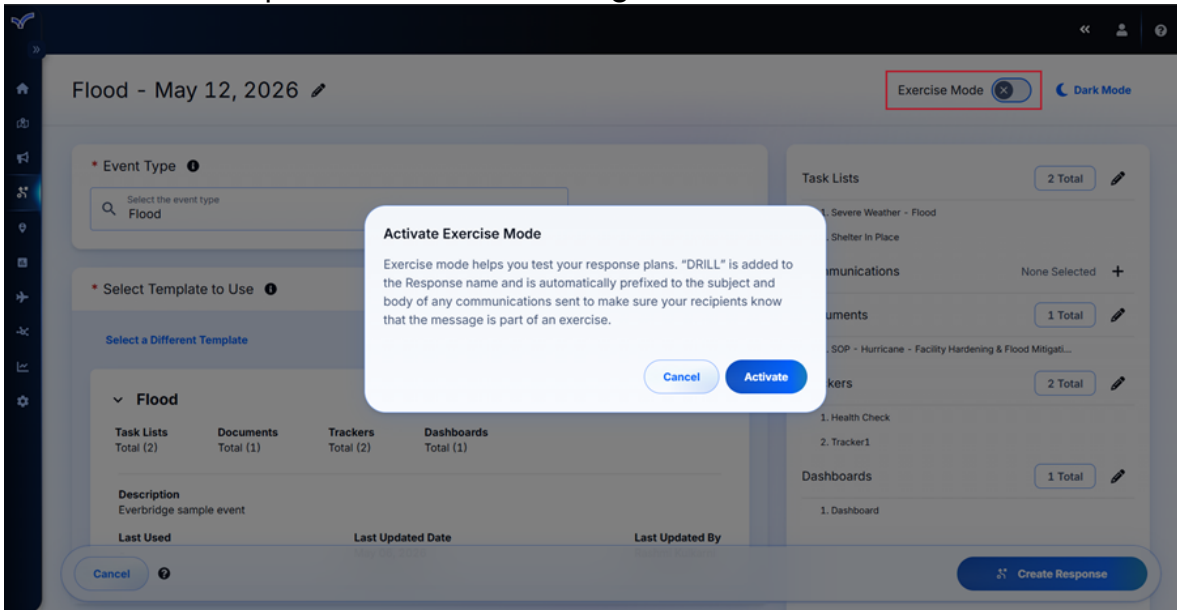 Flood - May 12, 2026
Exercise Mode
Dark Mode
* Event Type
Select the event type
Flood
* Select Template to Use
Select a Different Template
Flood
Task Lists Documents Trackers Dashboards
Total (2) Total (1) Total (2) Total (1)
Description
Everbridge sample event
Last Used Last Updated Date Last Updated By
Activate Exercise Mode
Exercise mode helps you test your response plans. “DRILL” is added to
the Response name and is automatically prefixed to the subject and
body of any communications sent to make sure your recipients know
that the message is part of an exercise.
Cancel Activate
Task Lists 2 Total
1. Severe Weather - Flood
Shelter In Place
None Selected
1 Total
SOP - Hurricane - Facility Hardening & Flood Mitigati...
2 Total
1. Health Check
2. Tracker1
Dashboards 1 Total
1. Dashboard
Cancel
Create Response